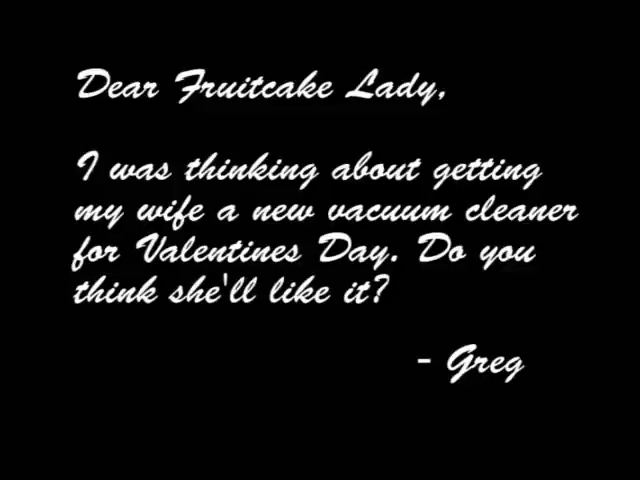 Dear Fruitcake Lady,
I was thinking about getting
my wife a new vacuum cleaner
for Valentines Day. Do you
think she'll like it?
- Greg